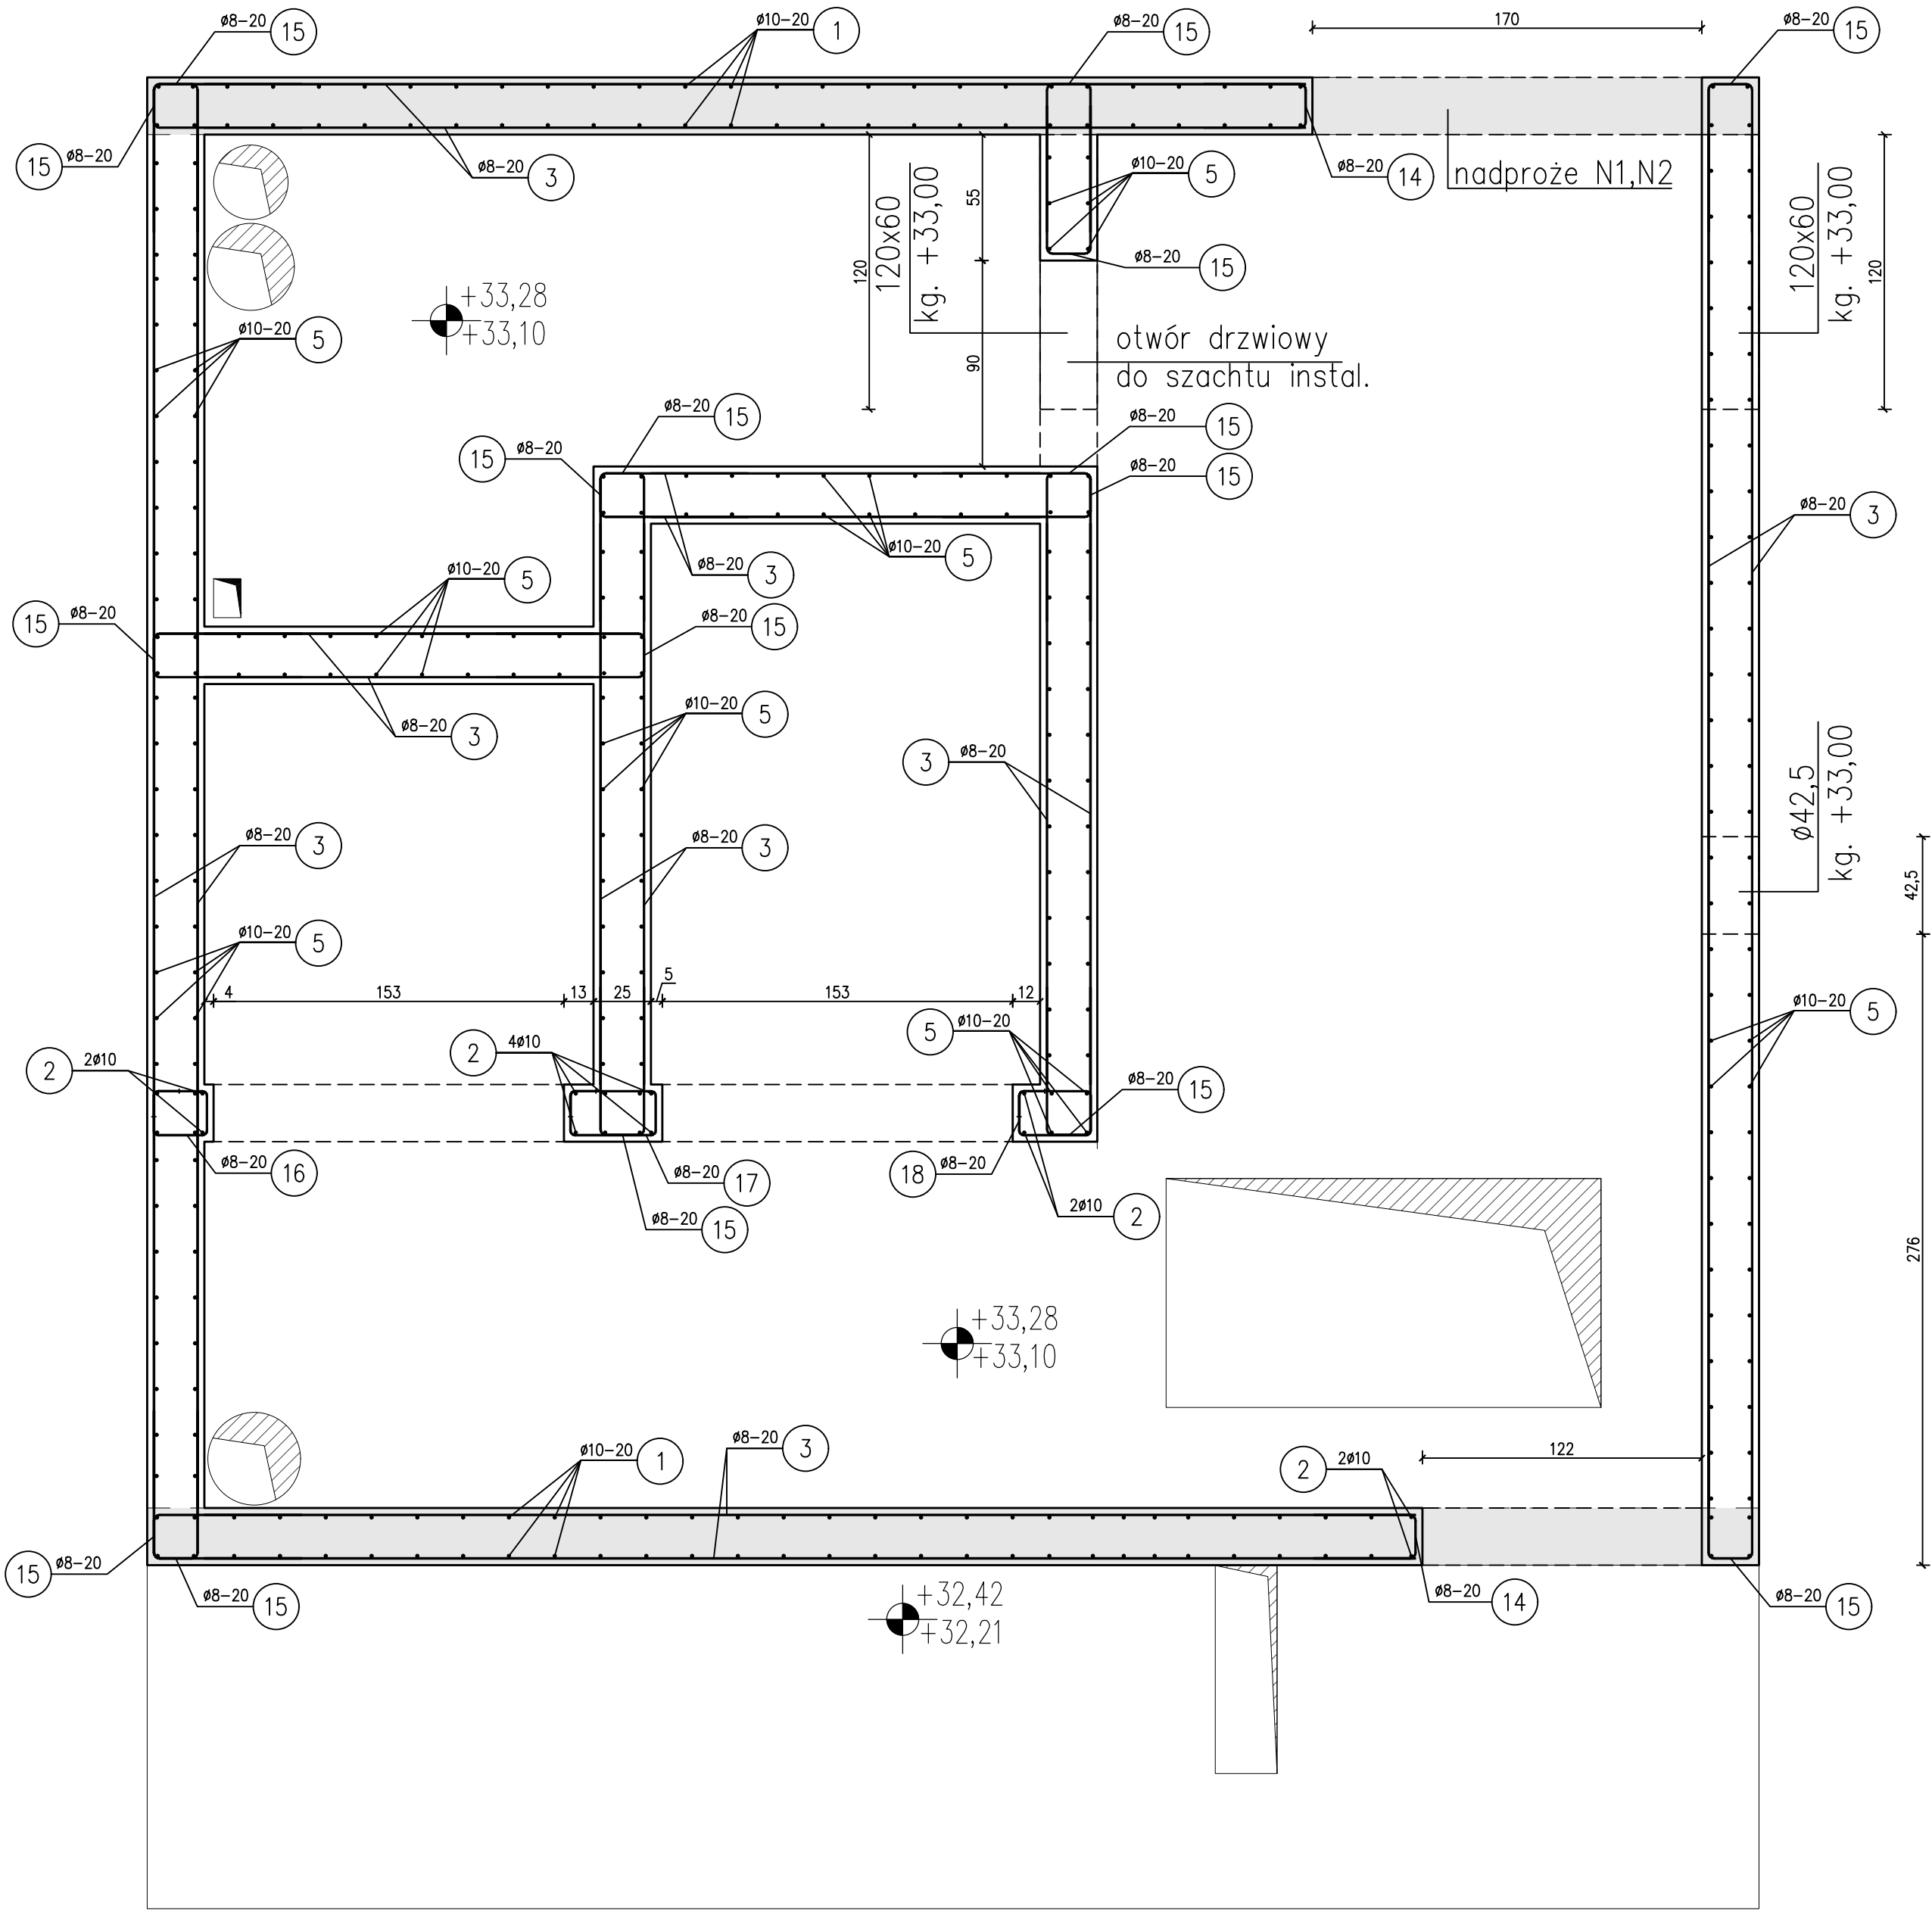 ø8-20 15
ø10-20 1
ø8-20 15
170
ø8-20 15
15 ø8-20
ø8-20 3
ø10-20 5
ø8-20 14
nadproże N1,N2
55
120
120x60
kg. +33,00
120x60
kg. +33,00
120
ø8-20 15
+33,28
+33,10
ø10-20 5
otwór drzwiowy
do szachtu instal.
90
ø8-20 15
ø8-20 15
15 ø8-20
ø8-20 15
ø8-20 3
ø10-20 5
ø8-20 3
ø10-20 5
15 ø8-20
ø8-20 15
ø10-20 5
ø8-20 3
3 ø8-20
ø42,5
kg. +33,00
ø8-20 3
ø8-20 3
42,5
ø10-20 5
4
153
13
25
5
153
12
ø10-20 5
5 ø10-20
2 4ø10
2 2ø10
ø8-20 15
ø8-20 16
ø8-20 17
18 ø8-20
2ø10 2
ø8-20 15
276
+33,28
+33,10
ø10-20 1
ø8-20 3
122
2 2ø10
15 ø8-20
ø8-20 15
+32,42
+32,21
ø8-20 14
ø8-20 15